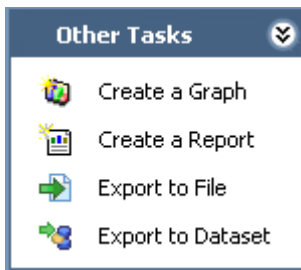 Other Tasks
Create a Graph
Create a Report
Export to File
Export to Dataset